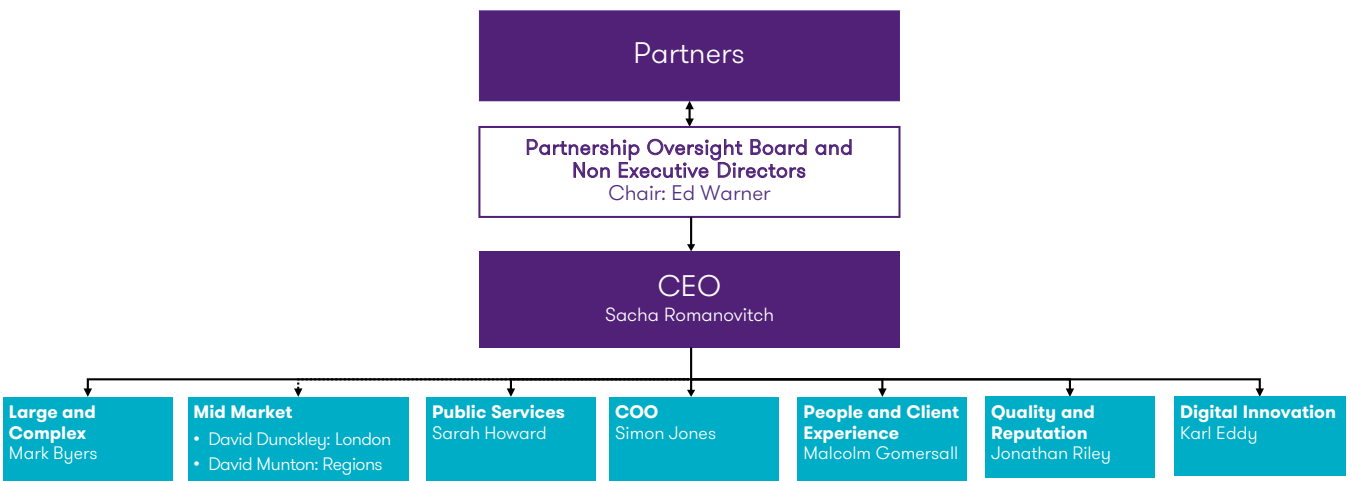 Partners
Partnership Oversight Board and
Non Executive Directors
Chair: Ed Warner
CEO
Sacha Romanovitch
Large and
Complex
Mark Byers
Mid Market
• David Dunckley: London
• David Munton: Regions
Public Services
Sarah Howard
COO
Simon Jones
People and Client
Experience
Malcolm Gomersall
Quality and
Reputation
Jonathan Riley
Digital Innovation
Karl Eddy